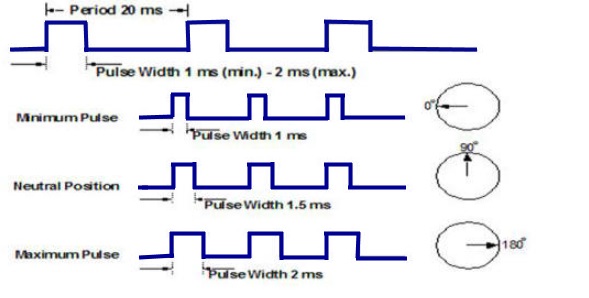 Period 20 ms
Pulse Width 1 ms (min.) - 2 ms (max.)
Minimum Pulse
Pulse Width 1 ms
0°
Neutral Position
Pulse Width 1.5 ms
90°
Maximum Pulse
Pulse Width 2 ms
180°